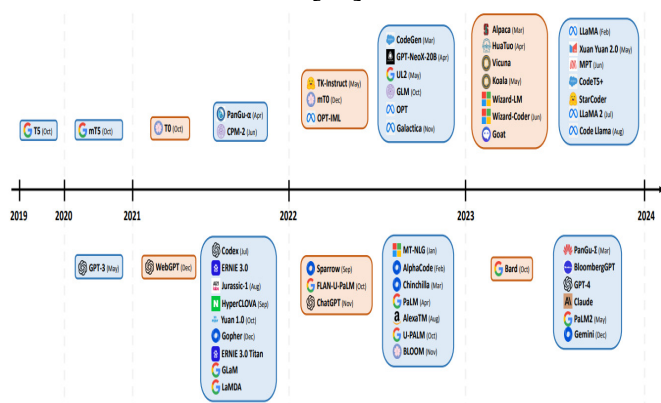 T5 (Oct)
mT5 (Oct)
T0 (Oct)
PanGu-α (Apr)
CPM-2 (Jun)
TK-Instruct (May)
mT0 (Dec)
OPT-IML
CodeGen (Mar)
GPT-NeoX-20B (Apr)
UL2 (May)
GLM (Oct)
OPT
Galactica (Nov)
Alpaca (Mar)
HuaTuo (Apr)
Vicuna
Koala (May)
Wizard-LM
Wizard-Coder (Jun)
Goat
LLaMA (Feb)
Xuan Yuan 2.0 (May)
MPT (Jun)
CodeT5+
StarCoder
LLaMA 2 (Jul)
Code Llama (Aug)
2019
2020
2021
2022
2023
2024
GPT-3 (May)
WebGPT (Dec)
Codex (Jul)
ERNIE 3.0
Jurassic-1 (Aug)
HyperCLOVA (Sep)
Yuan 1.0 (Oct)
Gopher (Dec)
ERNIE 3.0 Titan
GLaM
LaMDA
Sparrow (Sep)
FLAN-U-PaLM (Oct)
ChatGPT (Nov)
MT-NLG (Jan)
AlphaCode (Feb)
Chinchilla (Mar)
PaLM (Apr)
AlexaTM (Aug)
U-PALM (Oct)
BLOOM (Nov)
Bard (Oct)
PanGu-Σ (Mar)
BloombergGPT
GPT-4
Claude
PaLM2 (May)
Gemini (Dec)